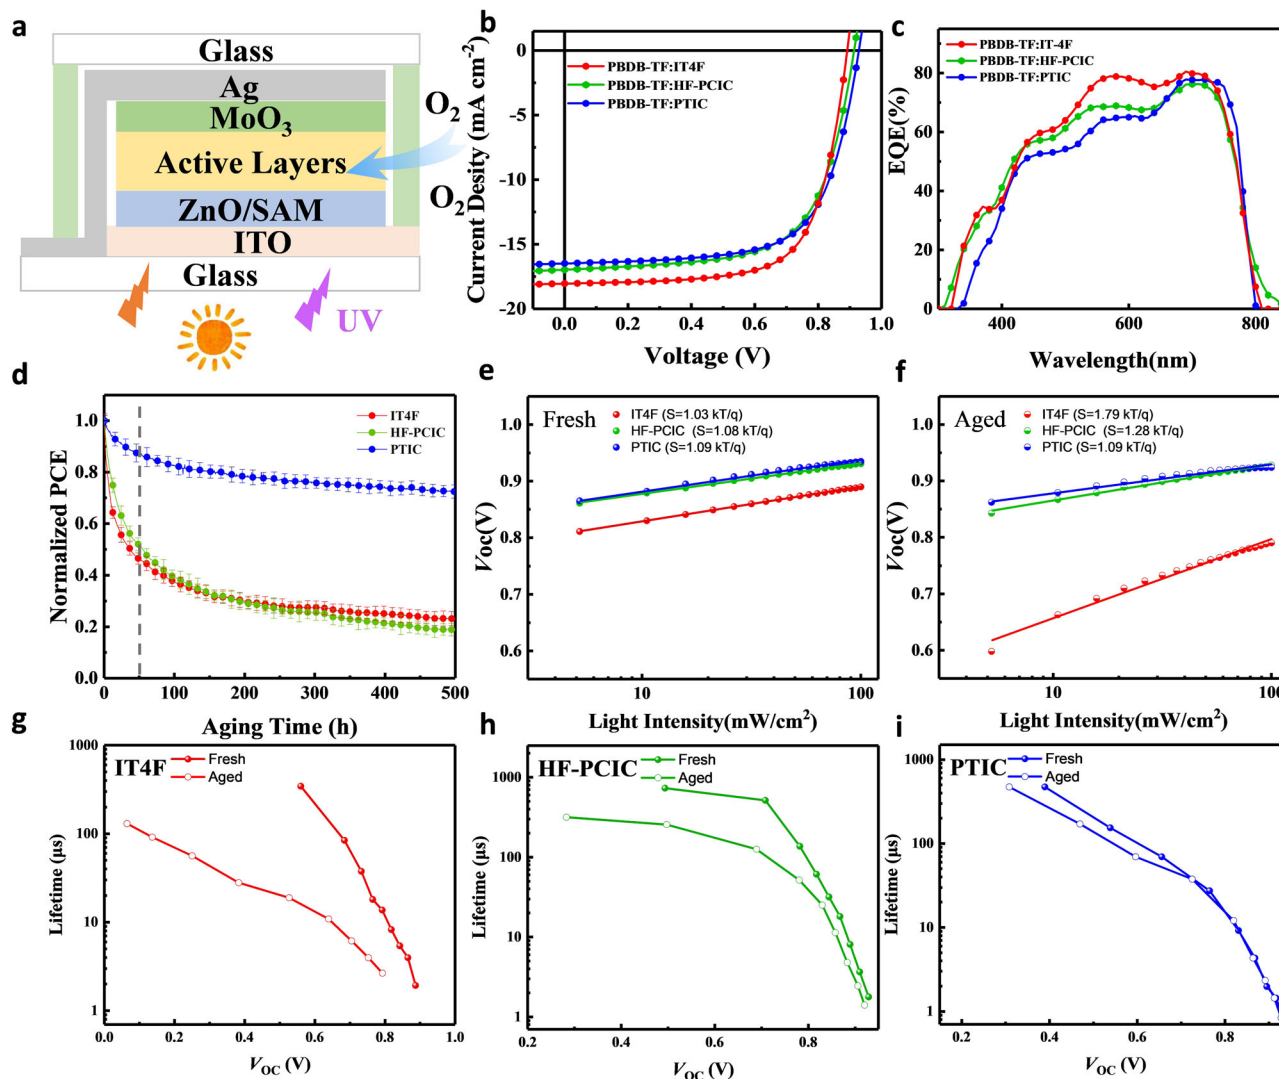 a
Glass
Ag
MoO3
O2
Active Layers
ZnO/SAM
O2
ITO
Glass
UV
b
PBDB-TF:IT4F
PBDB-TF:HF-PCIC
PBDB-TF:PTIC
Current Desity (mA cm-2)
0
-5
-10
-15
-20
0.0 0.2 0.4 0.6 0.8 1.0
Voltage (V)
c
PBDB-TF:IT-4F
PBDB-TF:HF-PCIC
PBDB-TF:PTIC
EQE(%)
80
60
40
20
0
400 600 800
Wavelength(nm)
d
IT4F
HF-PCIC
PTIC
Normalized PCE
1.0
0.8
0.6
0.4
0.2
0.0
0 100 200 300 400 500
Aging Time (h)
e
Fresh
IT4F (S=1.03 kT/q)
HF-PCIC (S=1.08 kT/q)
PTIC (S=1.09 kT/q)
Voc(V)
1.0
0.9
0.8
0.7
0.6
10 100
Light Intensity(mW/cm2)
f
Aged
IT4F (S=1.79 kT/q)
HF-PCIC (S=1.28 kT/q)
PTIC (S=1.09 kT/q)
Voc(V)
1.0
0.9
0.8
0.7
0.6
10 100
Light Intensity(mW/cm2)
g
IT4F
Fresh
Aged
Lifetime (µs)
1000
100
10
1
0.0 0.2 0.4 0.6 0.8 1.0
VOC (V)
h
HF-PCIC
Fresh
Aged
Lifetime (µs)
1000
100
10
1
0.2 0.4 0.6 0.8
VOC (V)
i
PTIC
Fresh
Aged
Lifetime (µs)
1000
100
10
1
0.2 0.4 0.6 0.8
VOC (V)